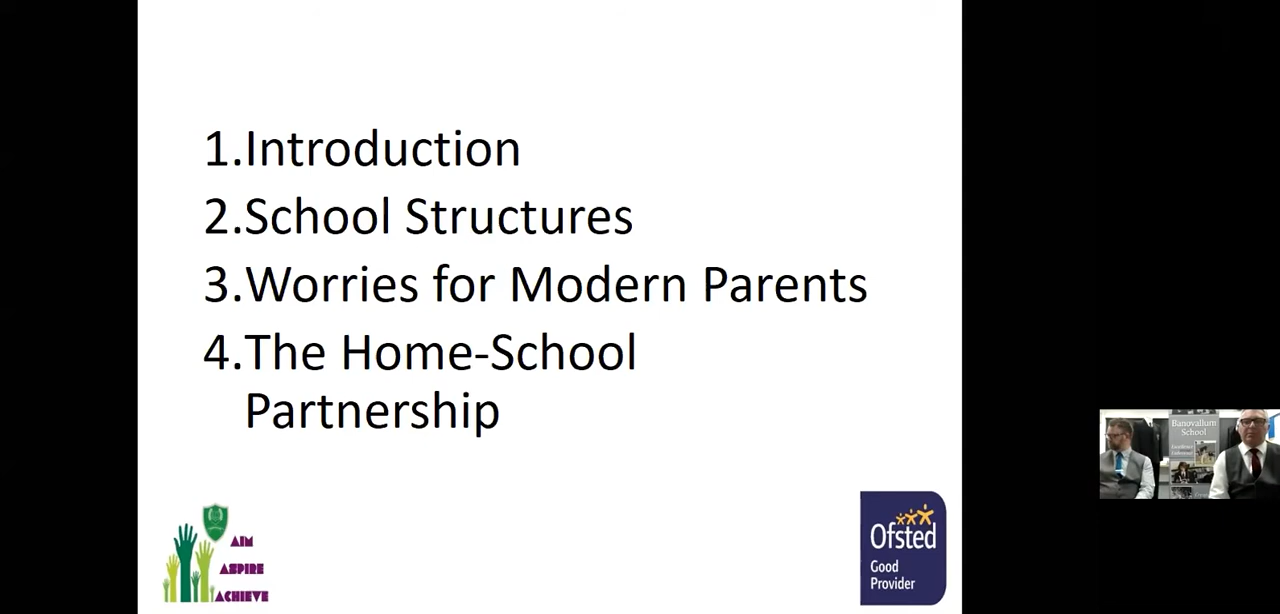 1.Introduction
2.School Structures
3.Worries for Modern Parents
4.The Home-School
Partnership
AIM
ASPIRE
ACHIEVE
Ofsted
Good
Provider
Banovallum
School